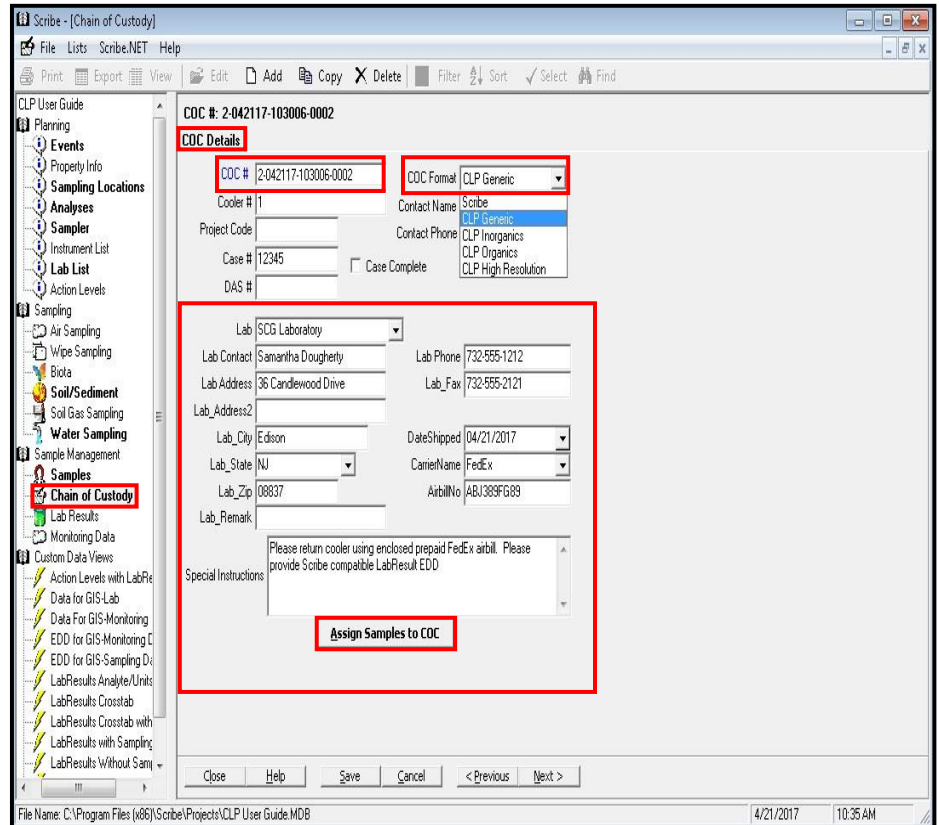 Scribe - [Chain of Custody]
File Lists Scribe.NET Help
Print Export View Edit Add Copy Delete Filter Sort Select Find
CLP User Guide
Planning
Events
Property Info
Sampling Locations
Analyses
Sampler
Instrument List
Lab List
Action Levels
Sampling
Air Sampling
Wipe Sampling
Biota
Soil/Sediment
Soil Gas Sampling
Water Sampling
Sample Management
Samples
Chain of Custody
Lab Results
Monitoring Data
Custom Data Views
Action Levels with LabRe
Data for GIS-Lab
Data For GIS-Monitoring
EDD for GIS-Monitoring D
EDD for GIS-Sampling Da
LabResults Analyte/Units
LabResults Crosstab
LabResults Crosstab with
LabResults with Sampling
LabResults Without Samp
COC #: 2-042117-103006-0002
COC Details
COC # 2-042117-103006-0002
COC Format CLP Generic
Cooler # 1
Contact Name Scribe
CLP Generic
Project Code
Contact Phone CLP Inorganics
CLP Organics
CLP High Resolution
Case # 12345
Case Complete
DAS #
Lab SCG Laboratory
Lab Contact Samantha Dougherty
Lab Phone 732-555-1212
Lab Address 36 Candlewood Drive
Lab_Fax 732-555-2121
Lab_Address2
Lab_City Edison
DateShipped 04/21/2017
Lab_State NJ
CarrierName FedEx
Lab_Zip 08837
AirbillNo ABJ389FG89
Lab_Remark
Special Instructions
Please return cooler using enclosed prepaid FedEx airbill. Please
provide Scribe compatible LabResult EDD
Assign Samples to COC
Close Help Save Cancel < Previous Next >
File Name: C:\Program Files (x86)\Scribe\Projects\CLP User Guide.MDB 4/21/2017 10:35 AM